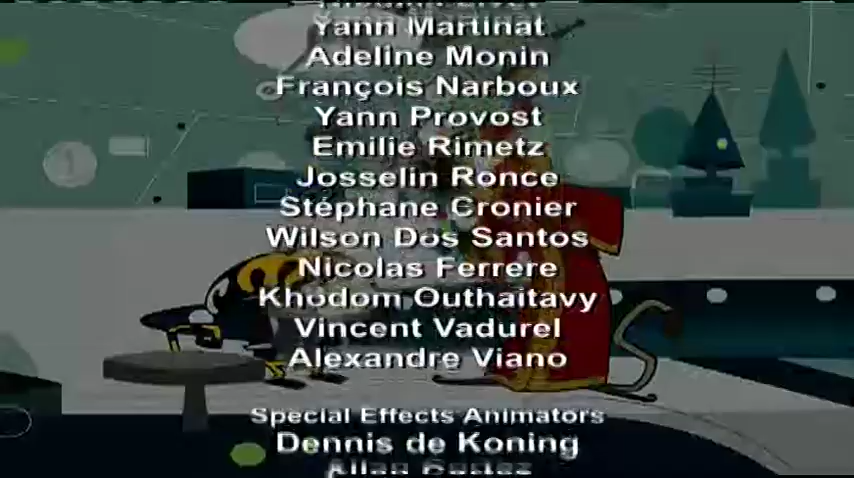 Yann Martinat
Adeline Monin
François Narboux
Yann Provost
Emilie Rimetz
Josselin Ronce
Stéphane Cronier
Wilson Dos Santos
Nicolas Ferrere
Khodom Outhaitavy
Vincent Vadurel
Alexandre Viano
Special Effects Animators
Dennis de Koning